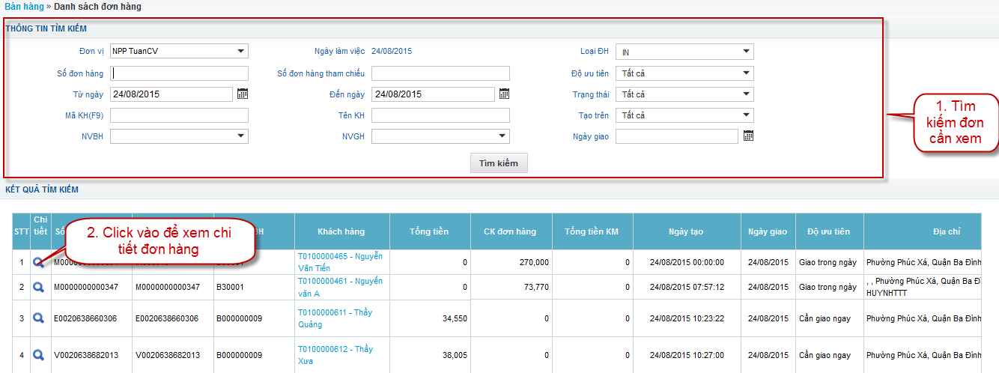 Bán hàng » Danh sách đơn hàng
THÔNG TIN TÌM KIẾM
Đơn vị NPP TuanCV Ngày làm việc 24/08/2015 Loại ĐH IN
Số đơn hàng Số đơn hàng tham chiếu Độ ưu tiên Tất cả
Từ ngày 24/08/2015 Đến ngày 24/08/2015 Trạng thái Tất cả
Mã KH(F9) Tên KH Tạo trên Tất cả
NVBH NVGH Ngày giao
Tìm kiếm
1. Tìm
kiếm đơn
cần xem
KẾT QUẢ TÌM KIẾM
STT Chi
tiết Khách hàng Tổng tiền CK đơn hàng Tổng tiền KM Ngày tạo Ngày giao Độ ưu tiên Địa chỉ
2. Click vào để xem chi
tiết đơn hàng
1 T0100000465 - Nguyễn
Văn Tiến 0 270,000 0 24/08/2015 00:00:00 24/08/2015 Giao trong ngày Phường Phúc Xá, Quận Ba Đình
2 M0000000000347 M0000000000347 B30001 T0100000461 - Nguyễn
văn A 0 73,770 0 24/08/2015 07:57:12 24/08/2015 Giao trong ngày , , Phường Phúc Xá, Quận Ba Đì
HUYNHTTT
3 E0020638660306 E0020638660306 B000000009 T0100000611 - Thầy
Quảng 34,550 0 0 24/08/2015 10:23:22 24/08/2015 Cần giao ngay Phường Phúc Xá, Quận Ba Đình
4 V0020638682013 V0020638682013 B000000009 T0100000612 - Thầy
Xưa 38,005 0 0 24/08/2015 10:27:00 24/08/2015 Cần giao ngay Phường Phúc Xá, Quận Ba Đình